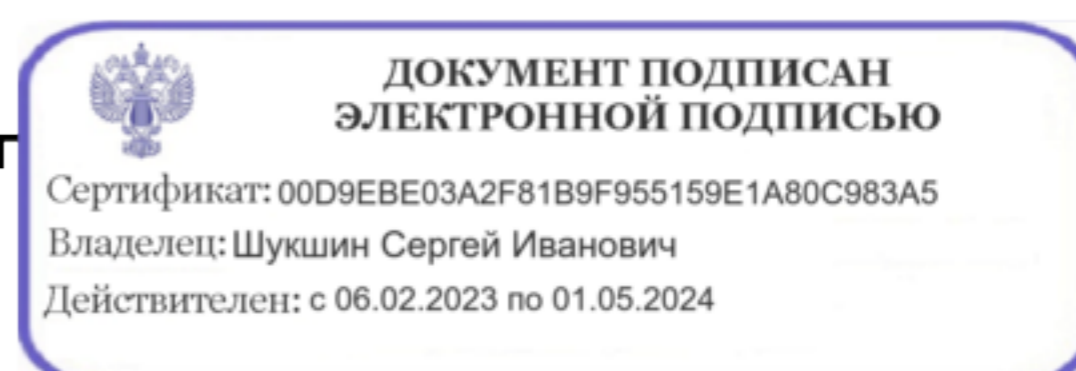 ДОКУМЕНТ ПОДПИСАН
ЭЛЕКТРОННОЙ ПОДПИСЬЮ
Сертификат: 00D9EBE03A2F81B9F955159E1A80C983A5
Владелец: Шукшин Сергей Иванович
Действителен: с 06.02.2023 по 01.05.2024